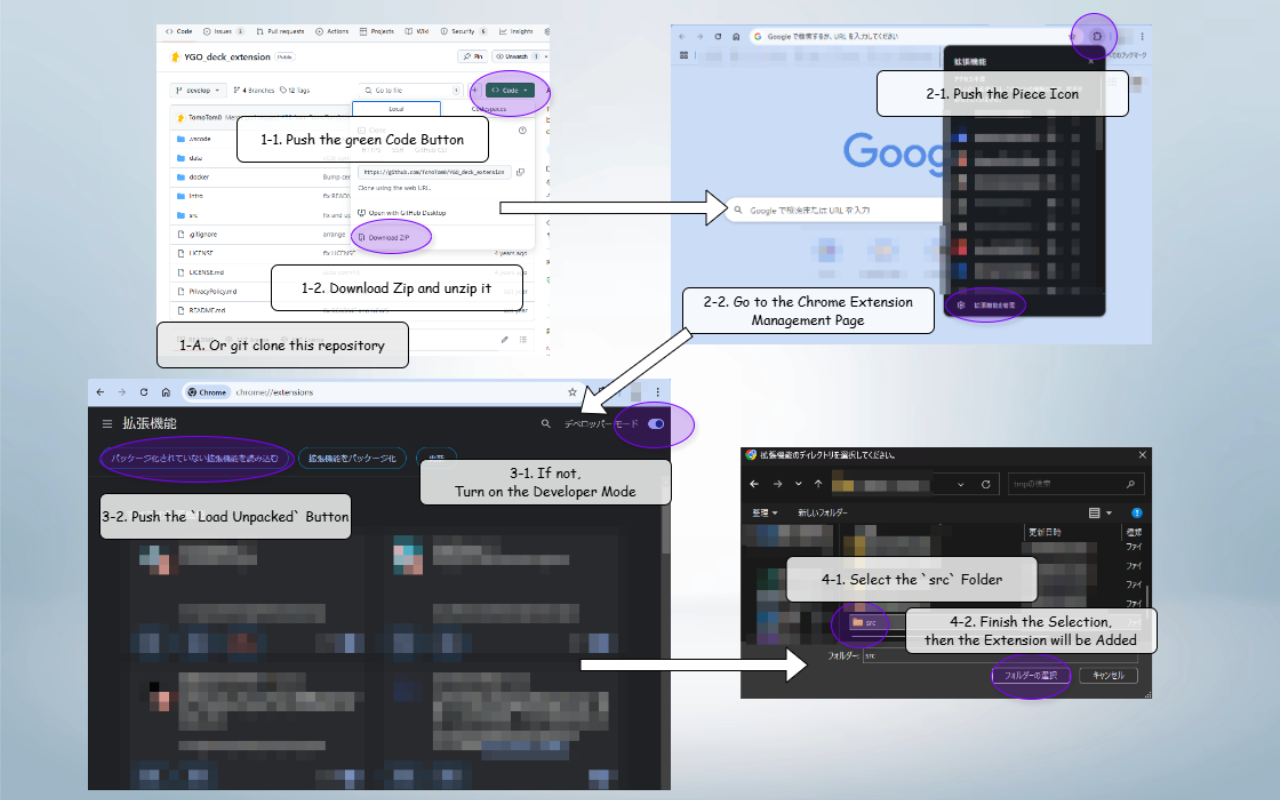 Code
Issues
Pull requests
Actions
Projects
Wiki
Security
Insights
YGO_deck_extension
Public
Pin
Unwatch 1
develop
4 Branches
12 Tags
Go to file
Code
Local
Codespaces
TomoTom0
1-1. Push the green Code Button
.vscode
data
docker
Bump
intro
fix
src
fix and
.gitignore
arrange
LICENSE
fix LICENSE
4 years ago
LICENSE.md
PrivacyPolicy.md
README.md
https://github.com/TomoTom0/YGO_deck_extension
Clone using the web URL.
Open with GitHub Desktop
Download ZIP
1-2. Download Zip and unzip it
1-A. Or git clone this repository
Google で検索するか、URL を入力してください
拡張機能
2-1. Push the Piece Icon
Goog
Google で検索または URL を入力
2-2. Go to the Chrome Extension
Management Page
拡張機能を管理
Chrome
chrome://extensions
拡張機能
デベロッパー モード
パッケージ化されていない拡張機能を読み込む
拡張機能をパッケージ化
3-1. If not,
Turn on the Developer Mode
3-2. Push the `Load Unpacked` Button
拡張機能のディレクトリを選択してください。
tmpの検索
整理
新しいフォルダー
更新日時
種類
ファイ
ファイ
ファイ
ファイ
4-1. Select the `src` Folder
src
4-2. Finish the Selection,
then the Extension will be Added
フォルダー:
src
フォルダーの選択
キャンセル